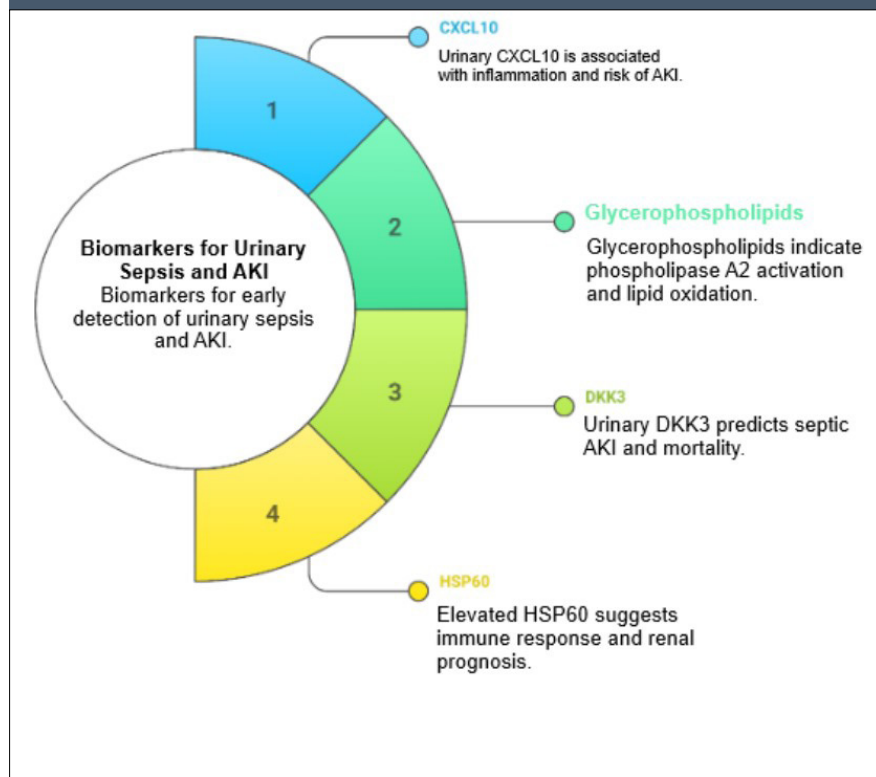 CXCL10
Urinary CXCL10 is associated
with inflammation and risk of AKI.
1
2
Glycerophospholipids
Glycerophospholipids indicate
phospholipase A2 activation
and lipid oxidation.
Biomarkers for Urinary
Sepsis and AKI
Biomarkers for early
detection of urinary sepsis
and AKI.
3
DKK3
Urinary DKK3 predicts septic
AKI and mortality.
4
HSP60
Elevated HSP60 suggests
immune response and renal
prognosis.